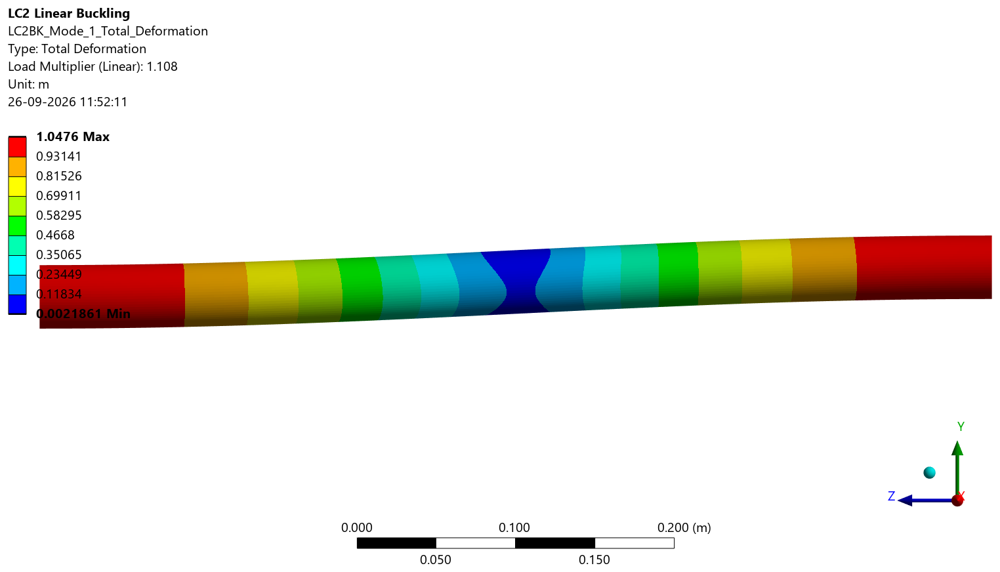 LC2 Linear Buckling
LC2BK_Mode_1_Total_Deformation
Type: Total Deformation
Load Multiplier (Linear): 1.108
Unit: m
26-09-2026 11:52:11
1.0476 Max
0.93141
0.81526
0.69911
0.58295
0.4668
0.35065
0.23449
0.11834
0.0021861 Min
Y
Z
X
0.000 0.100 0.200 (m)
0.050 0.150